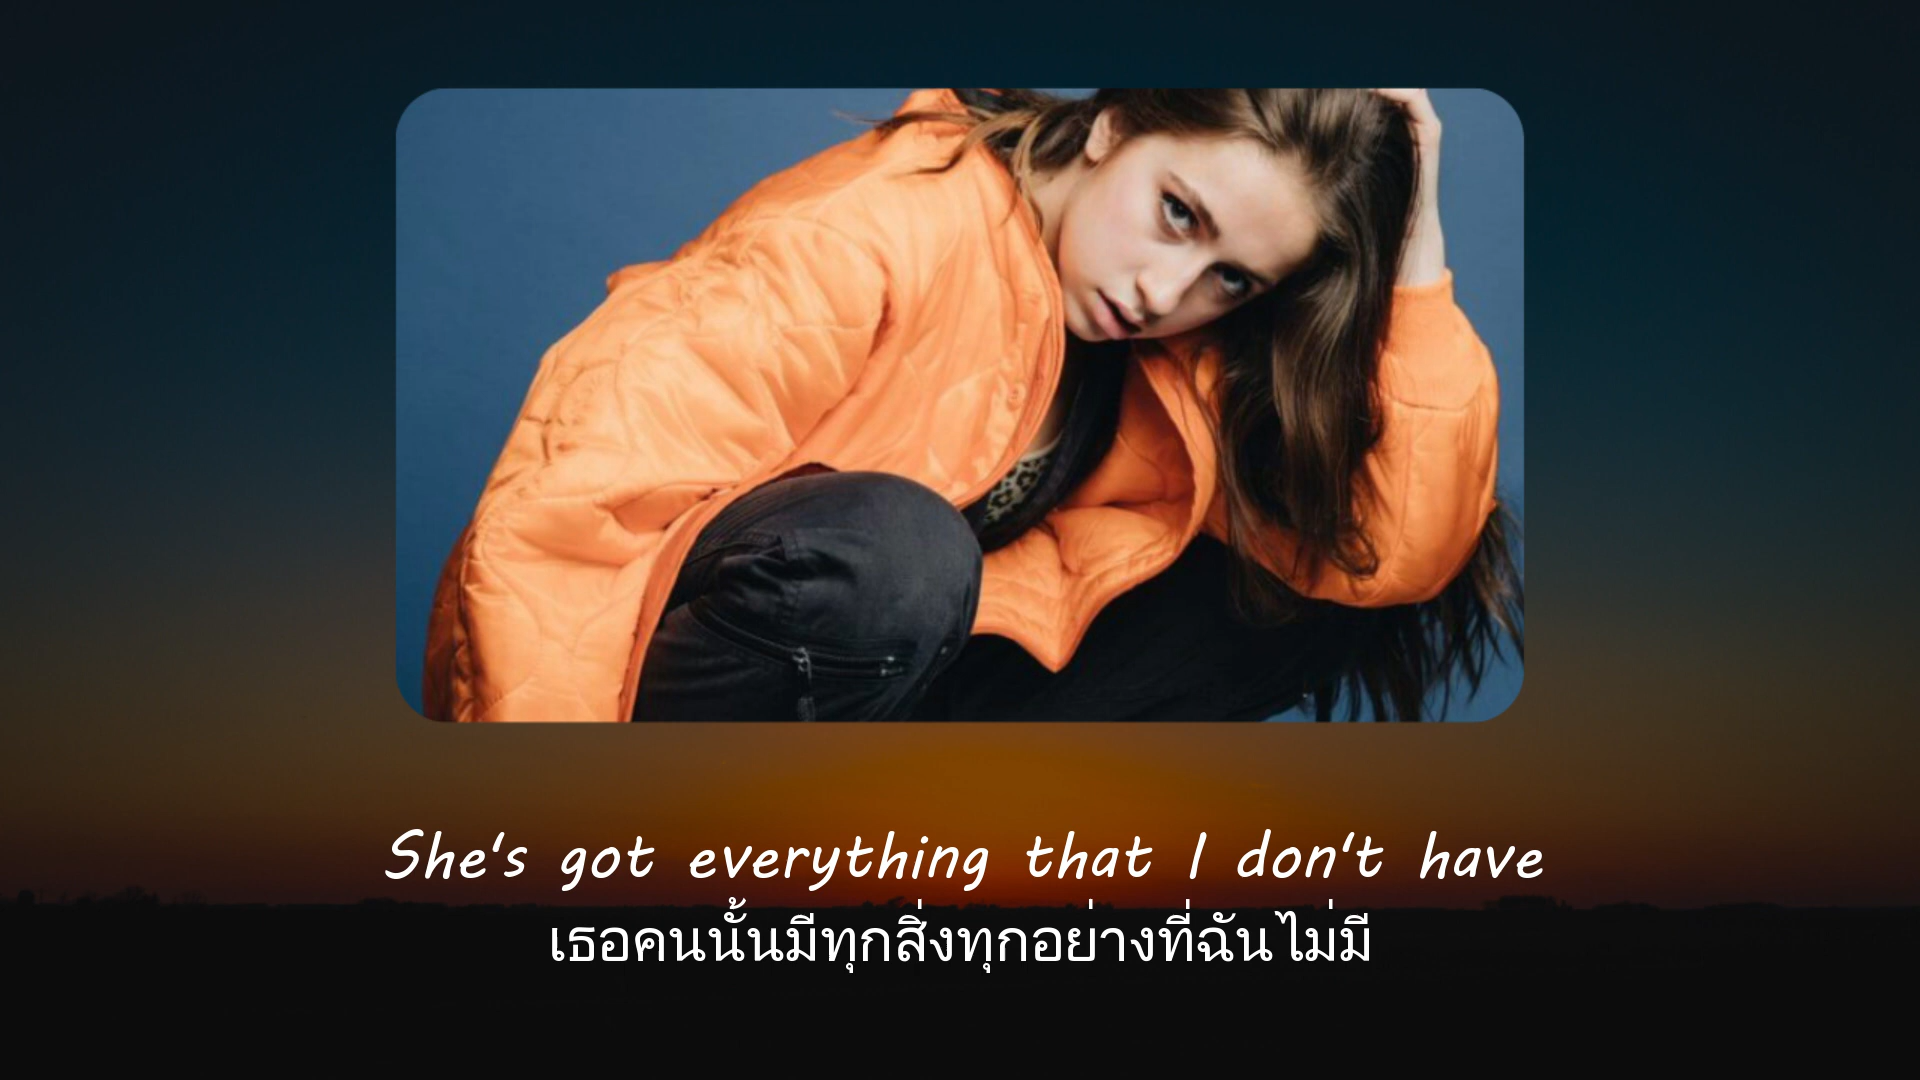 She's got everything that I don't have
เธอคนนั้นมีทุกสิ่งทุกอย่างที่ฉันไม่มี